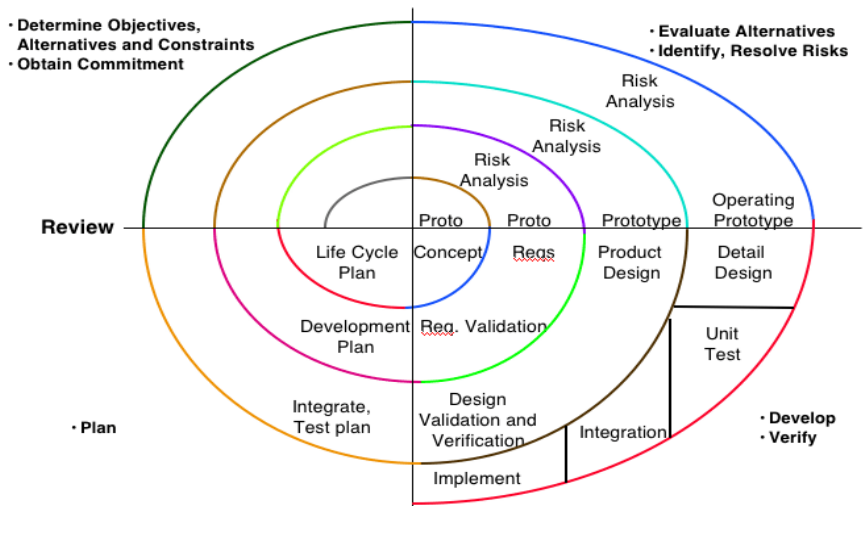 · Determine Objectives,
Alternatives and Constraints
· Obtain Commitment
· Evaluate Alternatives
· Identify, Resolve Risks
Risk
Analysis
Risk
Analysis
Risk
Analysis
Operating
Prototype
Proto
Proto
Prototype
Review
Life Cycle
Plan
Concept
Reqs
Product
Design
Detail
Design
Development
Plan
Req. Validation
Unit
Test
Integrate,
Test plan
Design
Validation and
Verification
Integration
Implement
· Plan
· Develop
· Verify